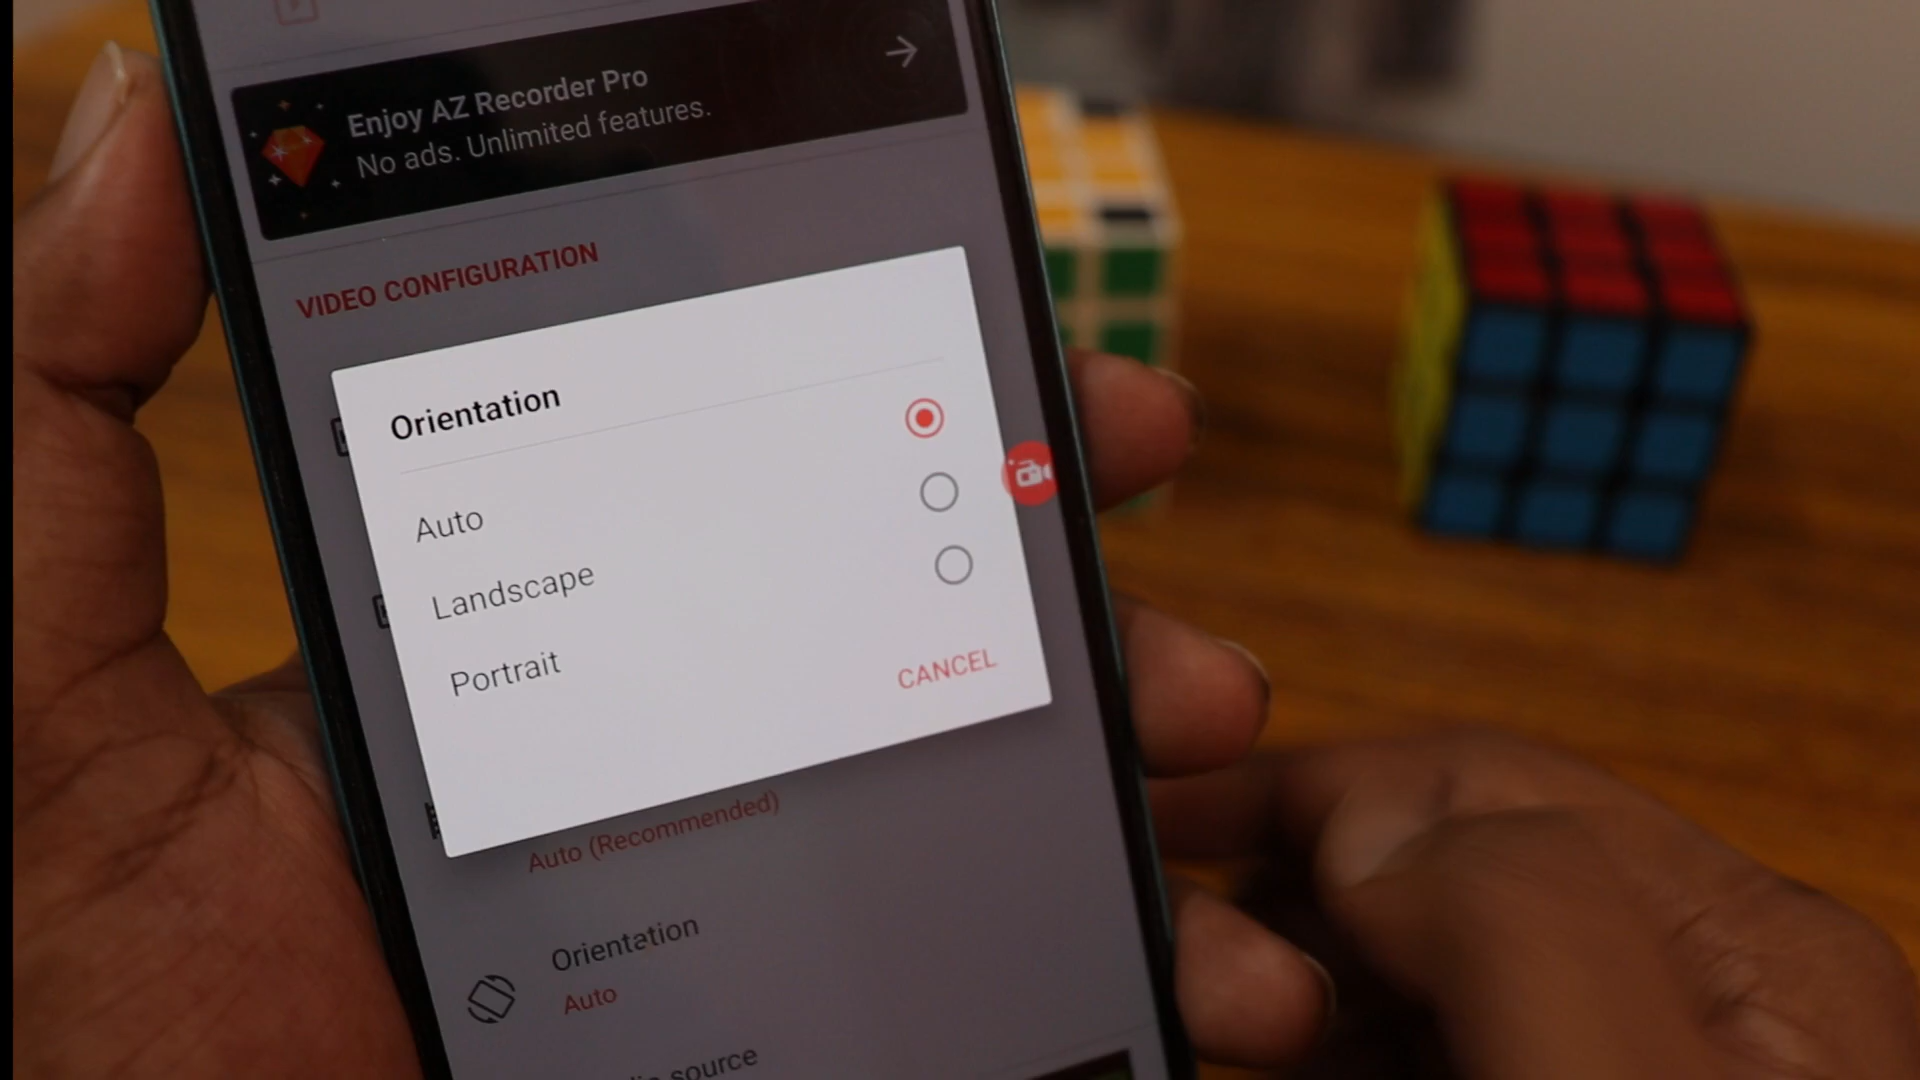 Enjoy AZ Recorder Pro
No ads. Unlimited features.
VIDEO CONFIGURATION
Orientation
Auto
Landscape
Portrait
CANCEL
Auto (Recommended)
Orientation
Auto
source